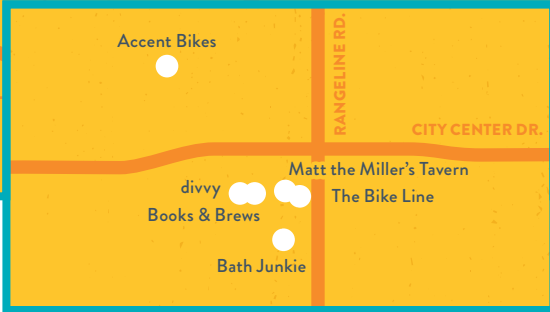 Accent Bikes
RANGELINE RD.
CITY CENTER DR.
Matt the Miller's Tavern
divvy
The Bike Line
Books & Brews
Bath Junkie